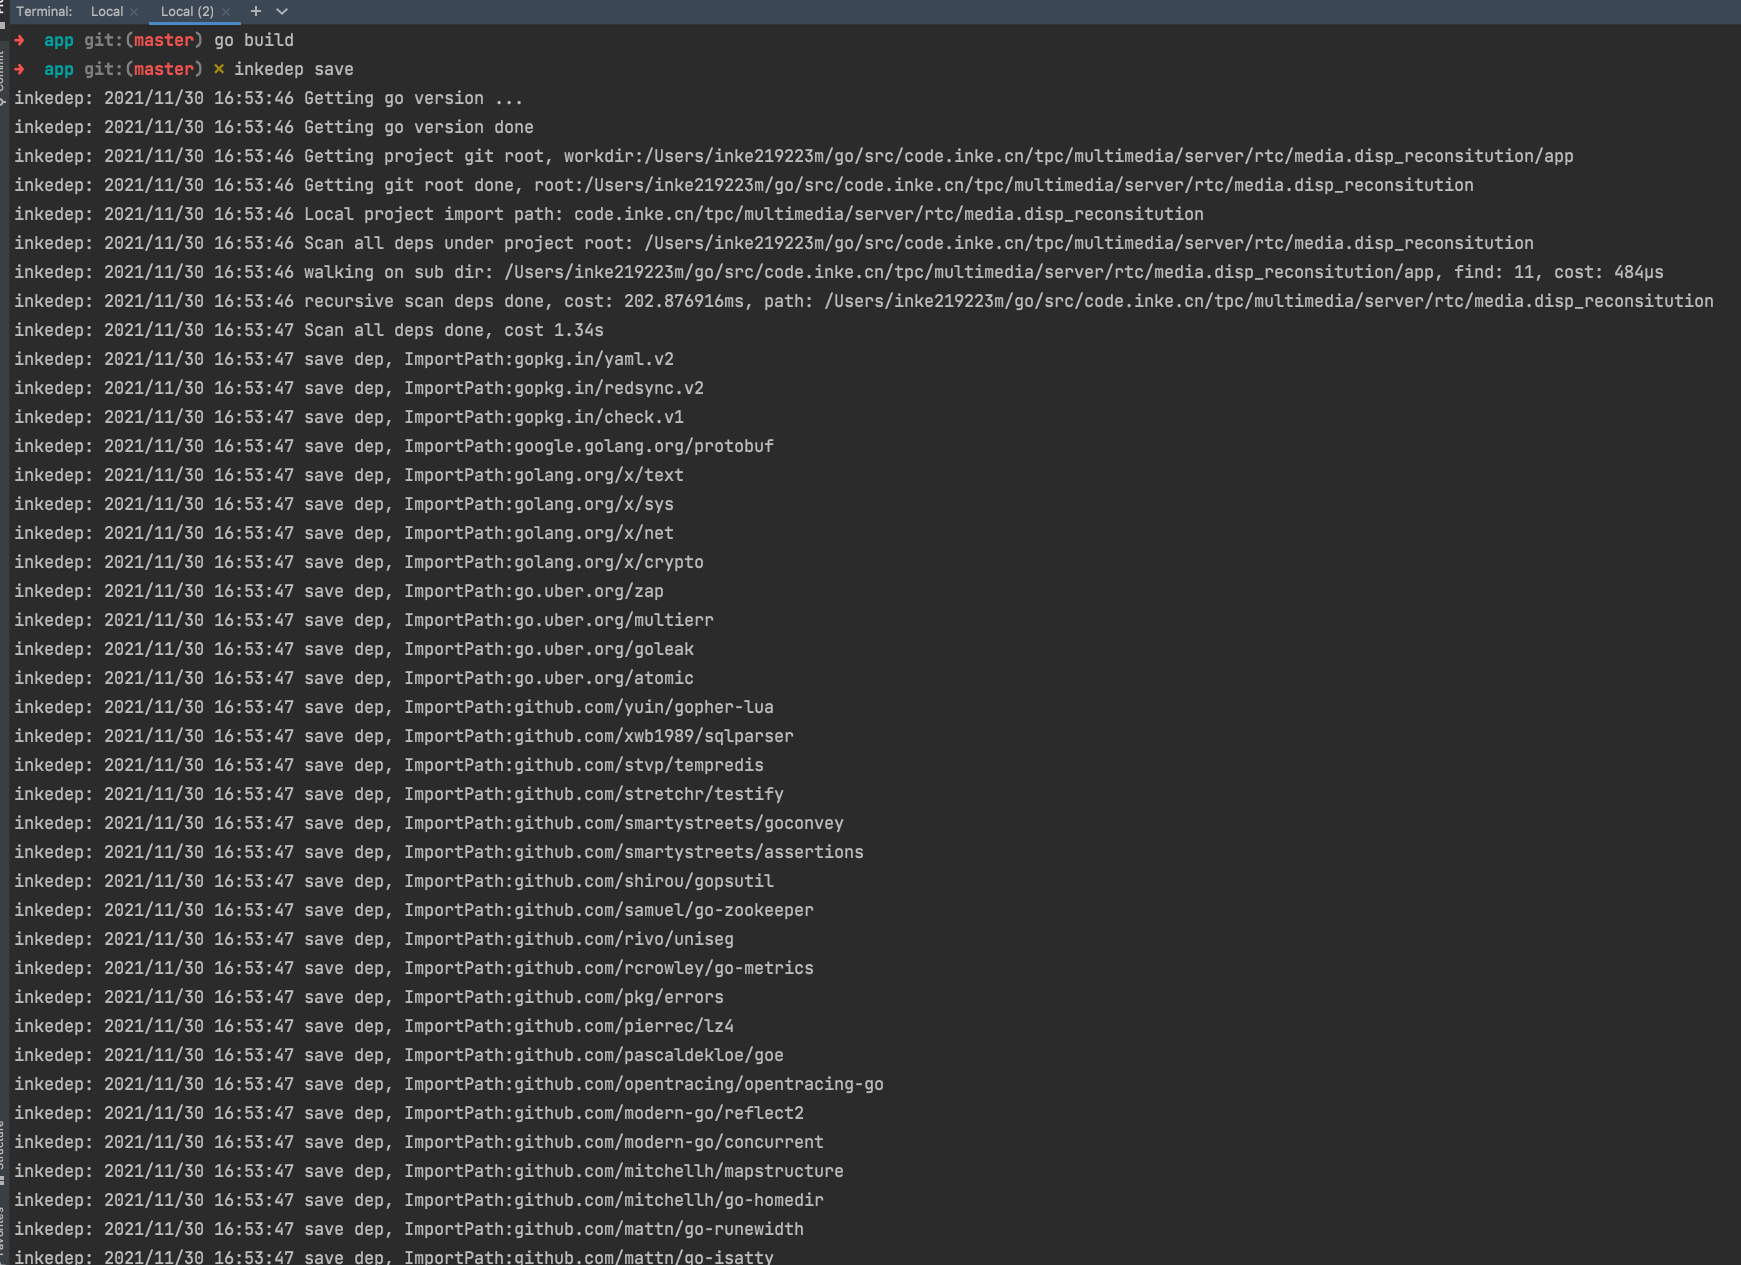 Terminal: Local × Local (2) × +
→ app git:(master) go build
→ app git:(master) × inkedep save
inkedep: 2021/11/30 16:53:46 Getting go version ...
inkedep: 2021/11/30 16:53:46 Getting go version done
inkedep: 2021/11/30 16:53:46 Getting project git root, workdir:/Users/inke219223m/go/src/code.inke.cn/tpc/multimedia/server/rtc/media.disp_reconsitution/app
inkedep: 2021/11/30 16:53:46 Getting git root done, root:/Users/inke219223m/go/src/code.inke.cn/tpc/multimedia/server/rtc/media.disp_reconsitution
inkedep: 2021/11/30 16:53:46 Local project import path: code.inke.cn/tpc/multimedia/server/rtc/media.disp_reconsitution
inkedep: 2021/11/30 16:53:46 Scan all deps under project root: /Users/inke219223m/go/src/code.inke.cn/tpc/multimedia/server/rtc/media.disp_reconsitution
inkedep: 2021/11/30 16:53:46 walking on sub dir: /Users/inke219223m/go/src/code.inke.cn/tpc/multimedia/server/rtc/media.disp_reconsitution/app, find: 11, cost: 484µs
inkedep: 2021/11/30 16:53:46 recursive scan deps done, cost: 202.876916ms, path: /Users/inke219223m/go/src/code.inke.cn/tpc/multimedia/server/rtc/media.disp_reconsitution
inkedep: 2021/11/30 16:53:47 Scan all deps done, cost 1.34s
inkedep: 2021/11/30 16:53:47 save dep, ImportPath:gopkg.in/yaml.v2
inkedep: 2021/11/30 16:53:47 save dep, ImportPath:gopkg.in/redsync.v2
inkedep: 2021/11/30 16:53:47 save dep, ImportPath:gopkg.in/check.v1
inkedep: 2021/11/30 16:53:47 save dep, ImportPath:google.golang.org/protobuf
inkedep: 2021/11/30 16:53:47 save dep, ImportPath:golang.org/x/text
inkedep: 2021/11/30 16:53:47 save dep, ImportPath:golang.org/x/sys
inkedep: 2021/11/30 16:53:47 save dep, ImportPath:golang.org/x/net
inkedep: 2021/11/30 16:53:47 save dep, ImportPath:golang.org/x/crypto
inkedep: 2021/11/30 16:53:47 save dep, ImportPath:go.uber.org/zap
inkedep: 2021/11/30 16:53:47 save dep, ImportPath:go.uber.org/multierr
inkedep: 2021/11/30 16:53:47 save dep, ImportPath:go.uber.org/goleak
inkedep: 2021/11/30 16:53:47 save dep, ImportPath:go.uber.org/atomic
inkedep: 2021/11/30 16:53:47 save dep, ImportPath:github.com/yuin/gopher-lua
inkedep: 2021/11/30 16:53:47 save dep, ImportPath:github.com/xwb1989/sqlparser
inkedep: 2021/11/30 16:53:47 save dep, ImportPath:github.com/stvp/tempredis
inkedep: 2021/11/30 16:53:47 save dep, ImportPath:github.com/stretchr/testify
inkedep: 2021/11/30 16:53:47 save dep, ImportPath:github.com/smartystreets/goconvey
inkedep: 2021/11/30 16:53:47 save dep, ImportPath:github.com/smartystreets/assertions
inkedep: 2021/11/30 16:53:47 save dep, ImportPath:github.com/shirou/gopsutil
inkedep: 2021/11/30 16:53:47 save dep, ImportPath:github.com/samuel/go-zookeeper
inkedep: 2021/11/30 16:53:47 save dep, ImportPath:github.com/rivo/uniseg
inkedep: 2021/11/30 16:53:47 save dep, ImportPath:github.com/rcrowley/go-metrics
inkedep: 2021/11/30 16:53:47 save dep, ImportPath:github.com/pkg/errors
inkedep: 2021/11/30 16:53:47 save dep, ImportPath:github.com/pierrec/lz4
inkedep: 2021/11/30 16:53:47 save dep, ImportPath:github.com/pascaldekloe/goe
inkedep: 2021/11/30 16:53:47 save dep, ImportPath:github.com/opentracing/opentracing-go
inkedep: 2021/11/30 16:53:47 save dep, ImportPath:github.com/modern-go/reflect2
inkedep: 2021/11/30 16:53:47 save dep, ImportPath:github.com/modern-go/concurrent
inkedep: 2021/11/30 16:53:47 save dep, ImportPath:github.com/mitchellh/mapstructure
inkedep: 2021/11/30 16:53:47 save dep, ImportPath:github.com/mitchellh/go-homedir
inkedep: 2021/11/30 16:53:47 save dep, ImportPath:github.com/mattn/go-runewidth
inkedep: 2021/11/30 16:53:47 save dep, ImportPath:github.com/mattn/go-isatty